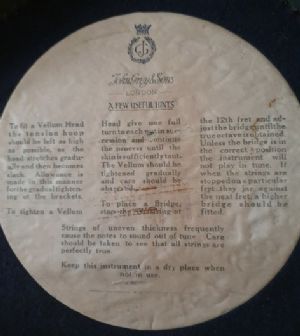 JGS
John Grey & Sons
LONDON
A FEW USEFUL HINTS
To fit a Vellum Head
the tension hoop
should be left as high
as possible, as the
head stretches gradu-
ally and then becomes
slack. Allowance is
made in this manner
for the gradual tighten-
ing of the brackets.
To tighten a Vellum
Head give one full
turn to each nut in suc-
cession and continue
the process until the
skin is sufficiently taut.
The Vellum should be
tightened gradually
and care should be
To place a Bridge,
the 12th fret and ad-
just the bridge until the
true octave is obtained.
Unless the bridge is in
the correct position
the instrument will
not play in tune. If
when the strings are
stopped on a particular
fret they jar against
the next fret, a higher
bridge should be
fitted.
Strings of uneven thickness frequently
cause the notes to sound out of tune. Care
should be taken to see that all strings are
perfectly true.
Keep this instrument in a dry place when
not in use.